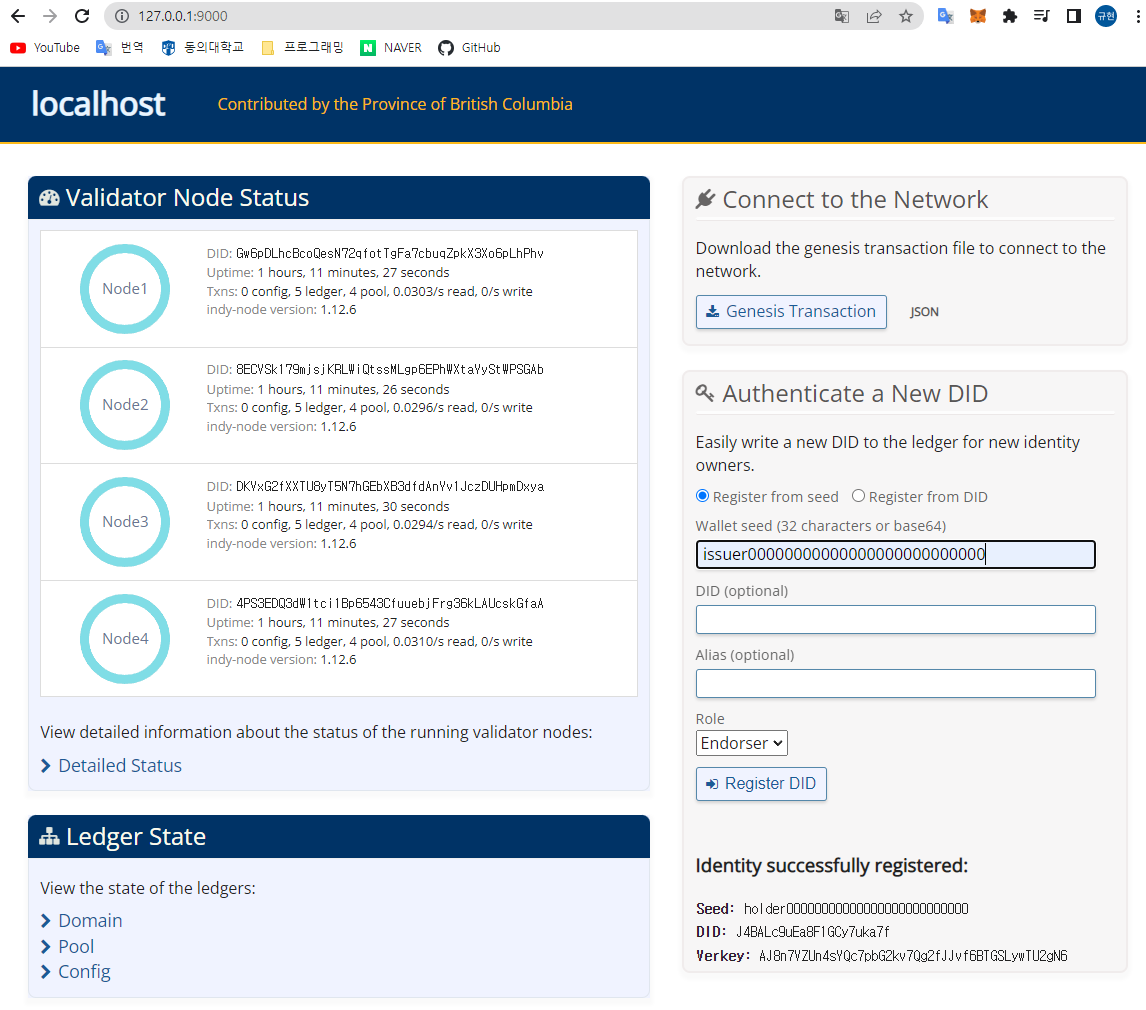 127.0.0.1:9000
규현
YouTube 번역 동의대학교 프로그래밍 NAVER GitHub
localhost Contributed by the Province of British Columbia
Validator Node Status
Node1
DID: Gw6pDLhcBcoQesN72qfotTgFa7cbuqZpkX3Xo6pLhPhv
Uptime: 1 hours, 11 minutes, 27 seconds
Txns: 0 config, 5 ledger, 4 pool, 0.0303/s read, 0/s write
indy-node version: 1.12.6
Node2
DID: 8ECVSk179mjsjKRLWiQtssMLgp6EPhWXtaYyStWPSGAb
Uptime: 1 hours, 11 minutes, 26 seconds
Txns: 0 config, 5 ledger, 4 pool, 0.0296/s read, 0/s write
indy-node version: 1.12.6
Node3
DID: DKVxG2fXXTU8yT5N7hGEbXB3dfdAnYv1JczDUHpmDxya
Uptime: 1 hours, 11 minutes, 30 seconds
Txns: 0 config, 5 ledger, 4 pool, 0.0294/s read, 0/s write
indy-node version: 1.12.6
Node4
DID: 4PS3EDQ3dW1tci1Bp6543CfuuebjFrg36kLAUcskGfaA
Uptime: 1 hours, 11 minutes, 27 seconds
Txns: 0 config, 5 ledger, 4 pool, 0.0310/s read, 0/s write
indy-node version: 1.12.6
View detailed information about the status of the running validator nodes:
Detailed Status
Ledger State
View the state of the ledgers:
Domain
Pool
Config
Connect to the Network
Download the genesis transaction file to connect to the
network.
Genesis Transaction JSON
Authenticate a New DID
Easily write a new DID to the ledger for new identity
owners.
Register from seed Register from DID
Wallet seed (32 characters or base64)
issuer00000000000000000000000000
DID (optional)
Alias (optional)
Role
Endorser
Register DID
Identity successfully registered:
Seed: holder00000000000000000000000000
DID: J4BALc9uEa8F1GCy7uka7f
Verkey: AJ8n7VZUn4sYQc7pbG2kv7Qg2fJJvf6BTGSLywTU2gN6